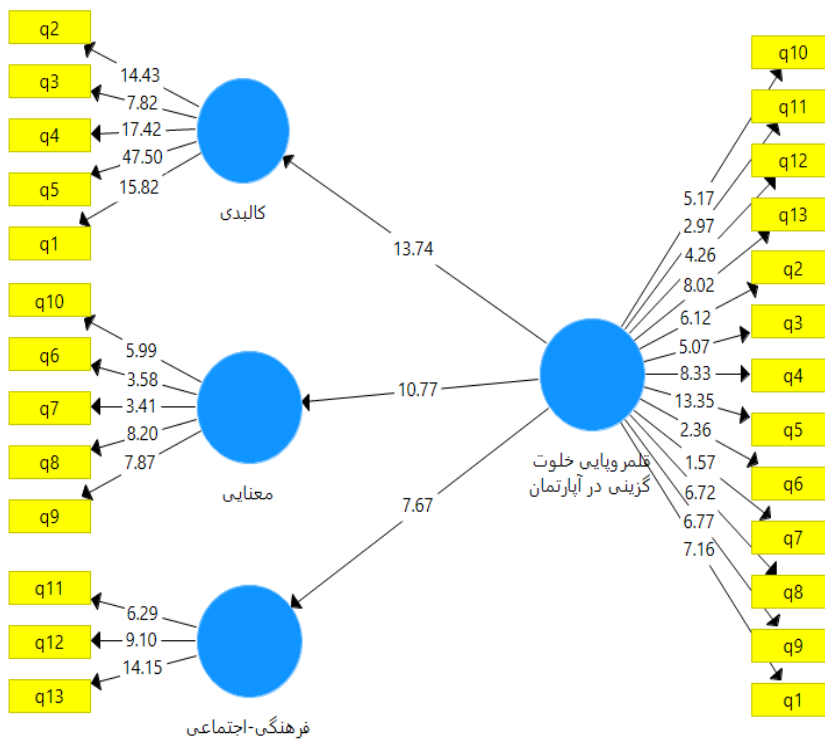 q2
q3
q4
q5
q1
14.43
7.82
17.42
47.50
15.82
کالبدی
q10
q6
q7
q8
q9
5.99
3.58
3.41
8.20
7.87
معنایی
q11
q12
q13
6.29
9.10
14.15
فرهنگی-اجتماعی
13.74
10.77
7.67
قلمروپایی خلوت
گزینی در آپارتمان
5.17
2.97
4.26
8.02
6.12
5.07
8.33
13.35
2.36
1.57
6.72
6.77
7.16
q10
q11
q12
q13
q2
q3
q4
q5
q6
q7
q8
q9
q1